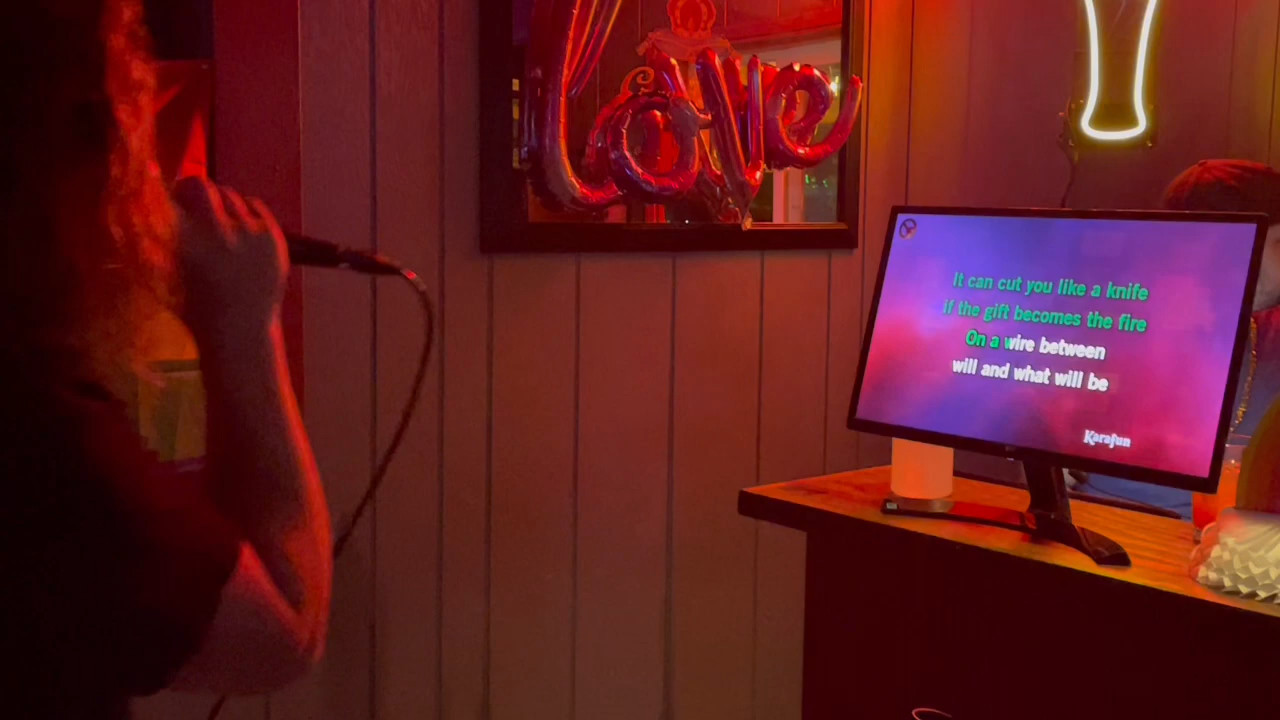 Love
It can cut you like a knife
if the gift becomes the fire
On a wire between
will and what will be
Karafun